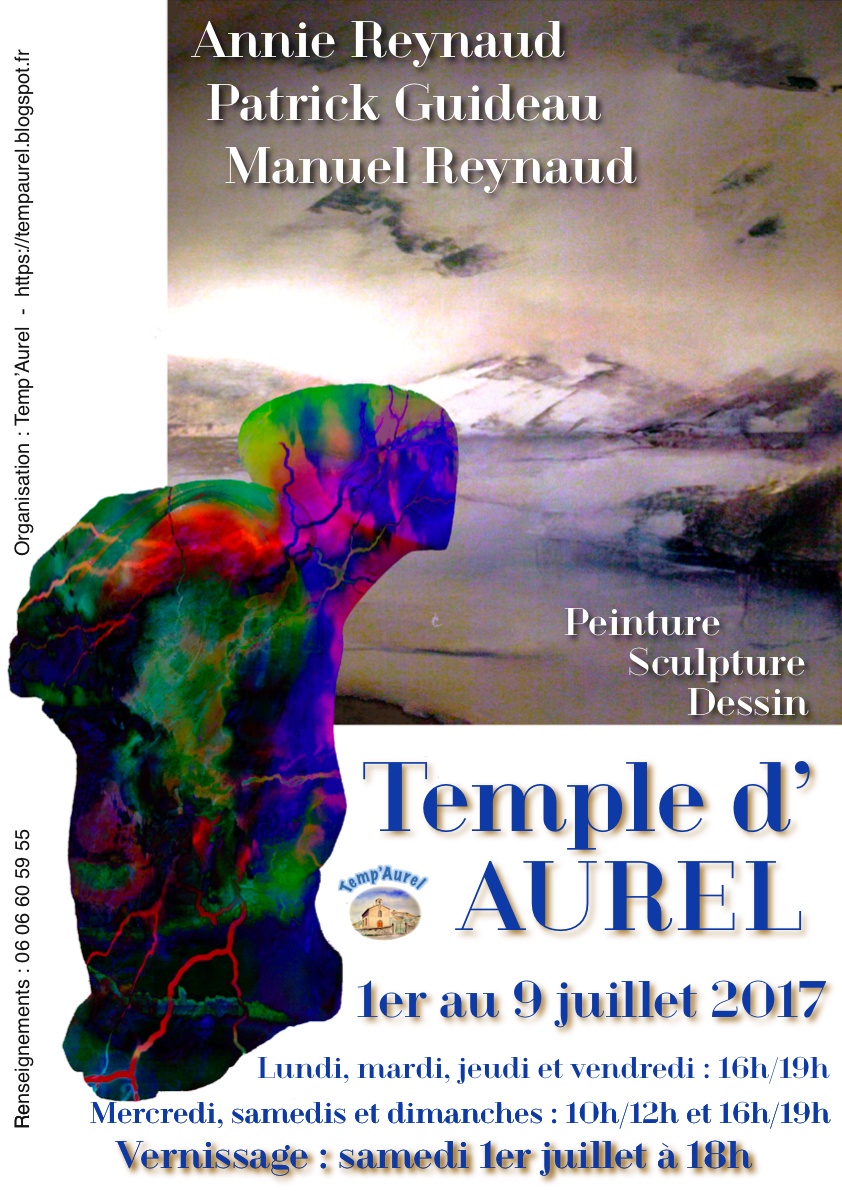 Annie Reynaud
Patrick Guideau
Manuel Reynaud
Organisation : Temp'Aurel - https://tempaurel.blogspot.fr
Peinture
Sculpture
Dessin
Temple d’
AUREL
Temp'Aurel
1er au 9 juillet 2017
Lundi, mardi, jeudi et vendredi : 16h/19h
Mercredi, samedis et dimanches : 10h/12h et 16h/19h
Vernissage : samedi 1er juillet à 18h
Renseignements : 06 06 60 59 55